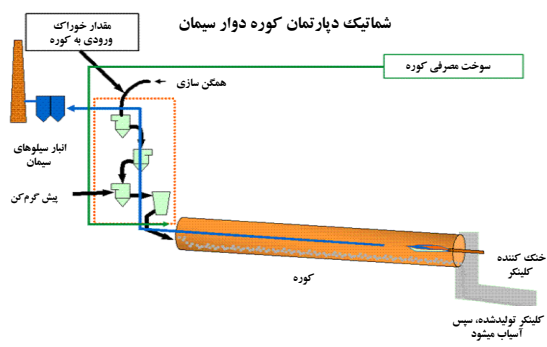 شماتیک دپارتمان کوره دوار سیمان
مقدار خوراک
ورودی به کوره
سوخت مصرفی کوره
همگن سازی
انبار سیلوهای
سیمان
پیش گرم‌کن
کوره
خنک کننده
کلینکر
کلینکر تولیدشده، سپس
آسیاب میشود